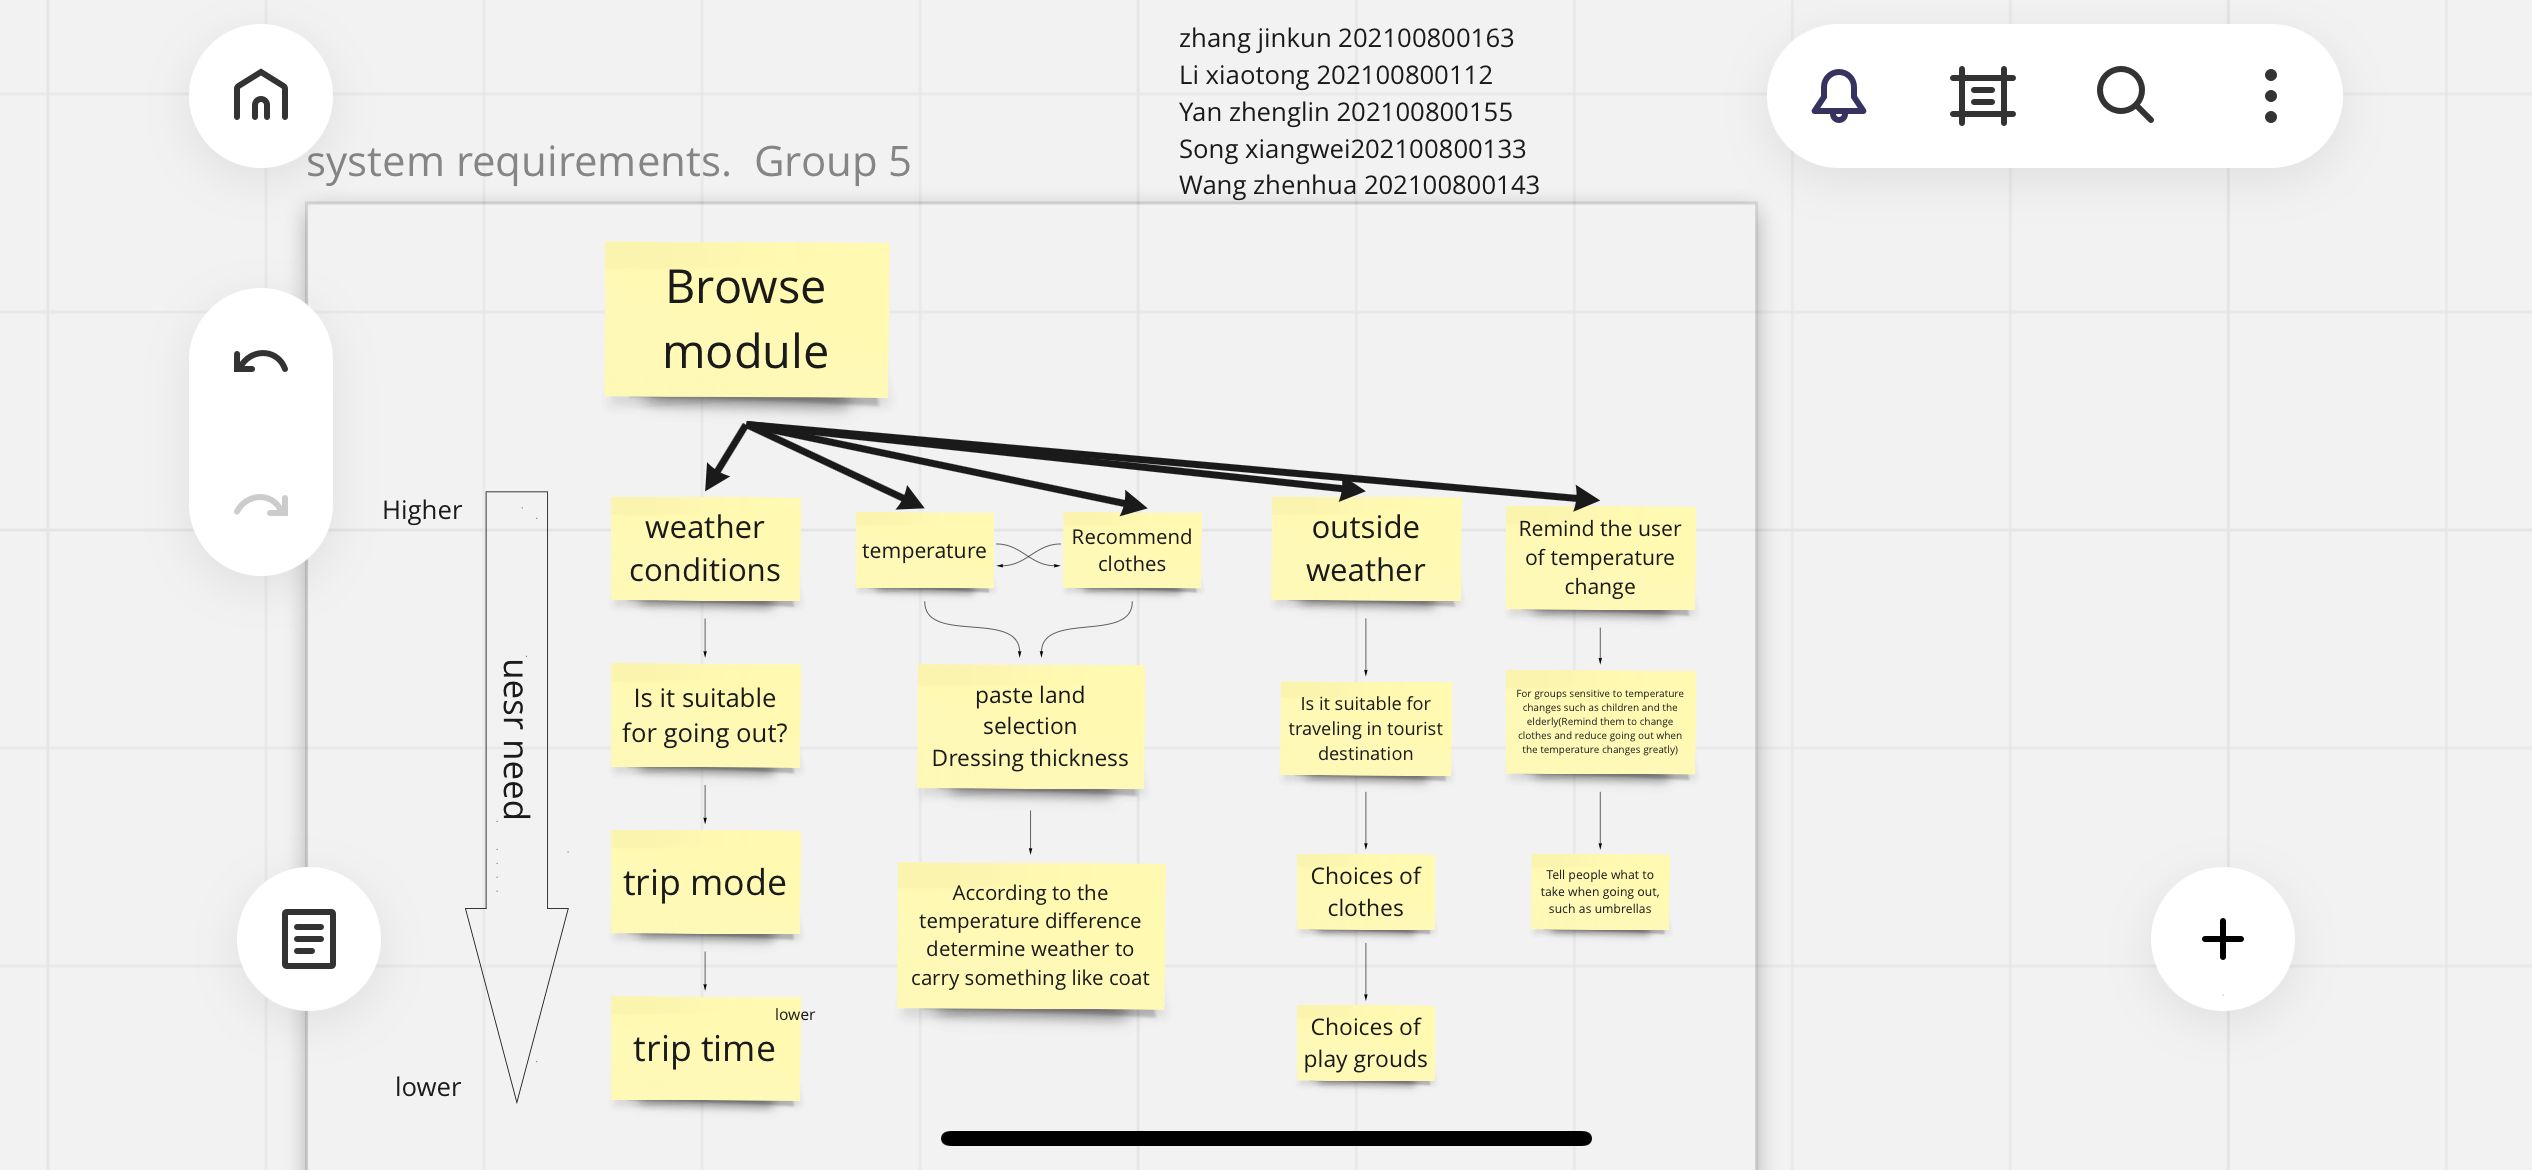 zhang jinkun 202100800163
Li xiaotong 202100800112
Yan zhenglin 202100800155
Song xiangwei202100800133
Wang zhenhua 202100800143
system requirements.  Group 5
Browse
module
Higher
uesr need
lower
weather
conditions
temperature
Recommend
clothes
outside
weather
Remind the user
of temperature
change
Is it suitable
for going out?
paste land
selection
Dressing thickness
Is it suitable for
traveling in tourist
destination
For groups sensitive to temperature
changes such as children and the
elderly(Remind them to change
clothes and reduce going out when
the temperature changes greatly)
trip mode
According to the
temperature difference
determine weather to
carry something like coat
Choices of
clothes
Tell people what to
take when going out,
such as umbrellas
lower
trip time
Choices of
play grouds